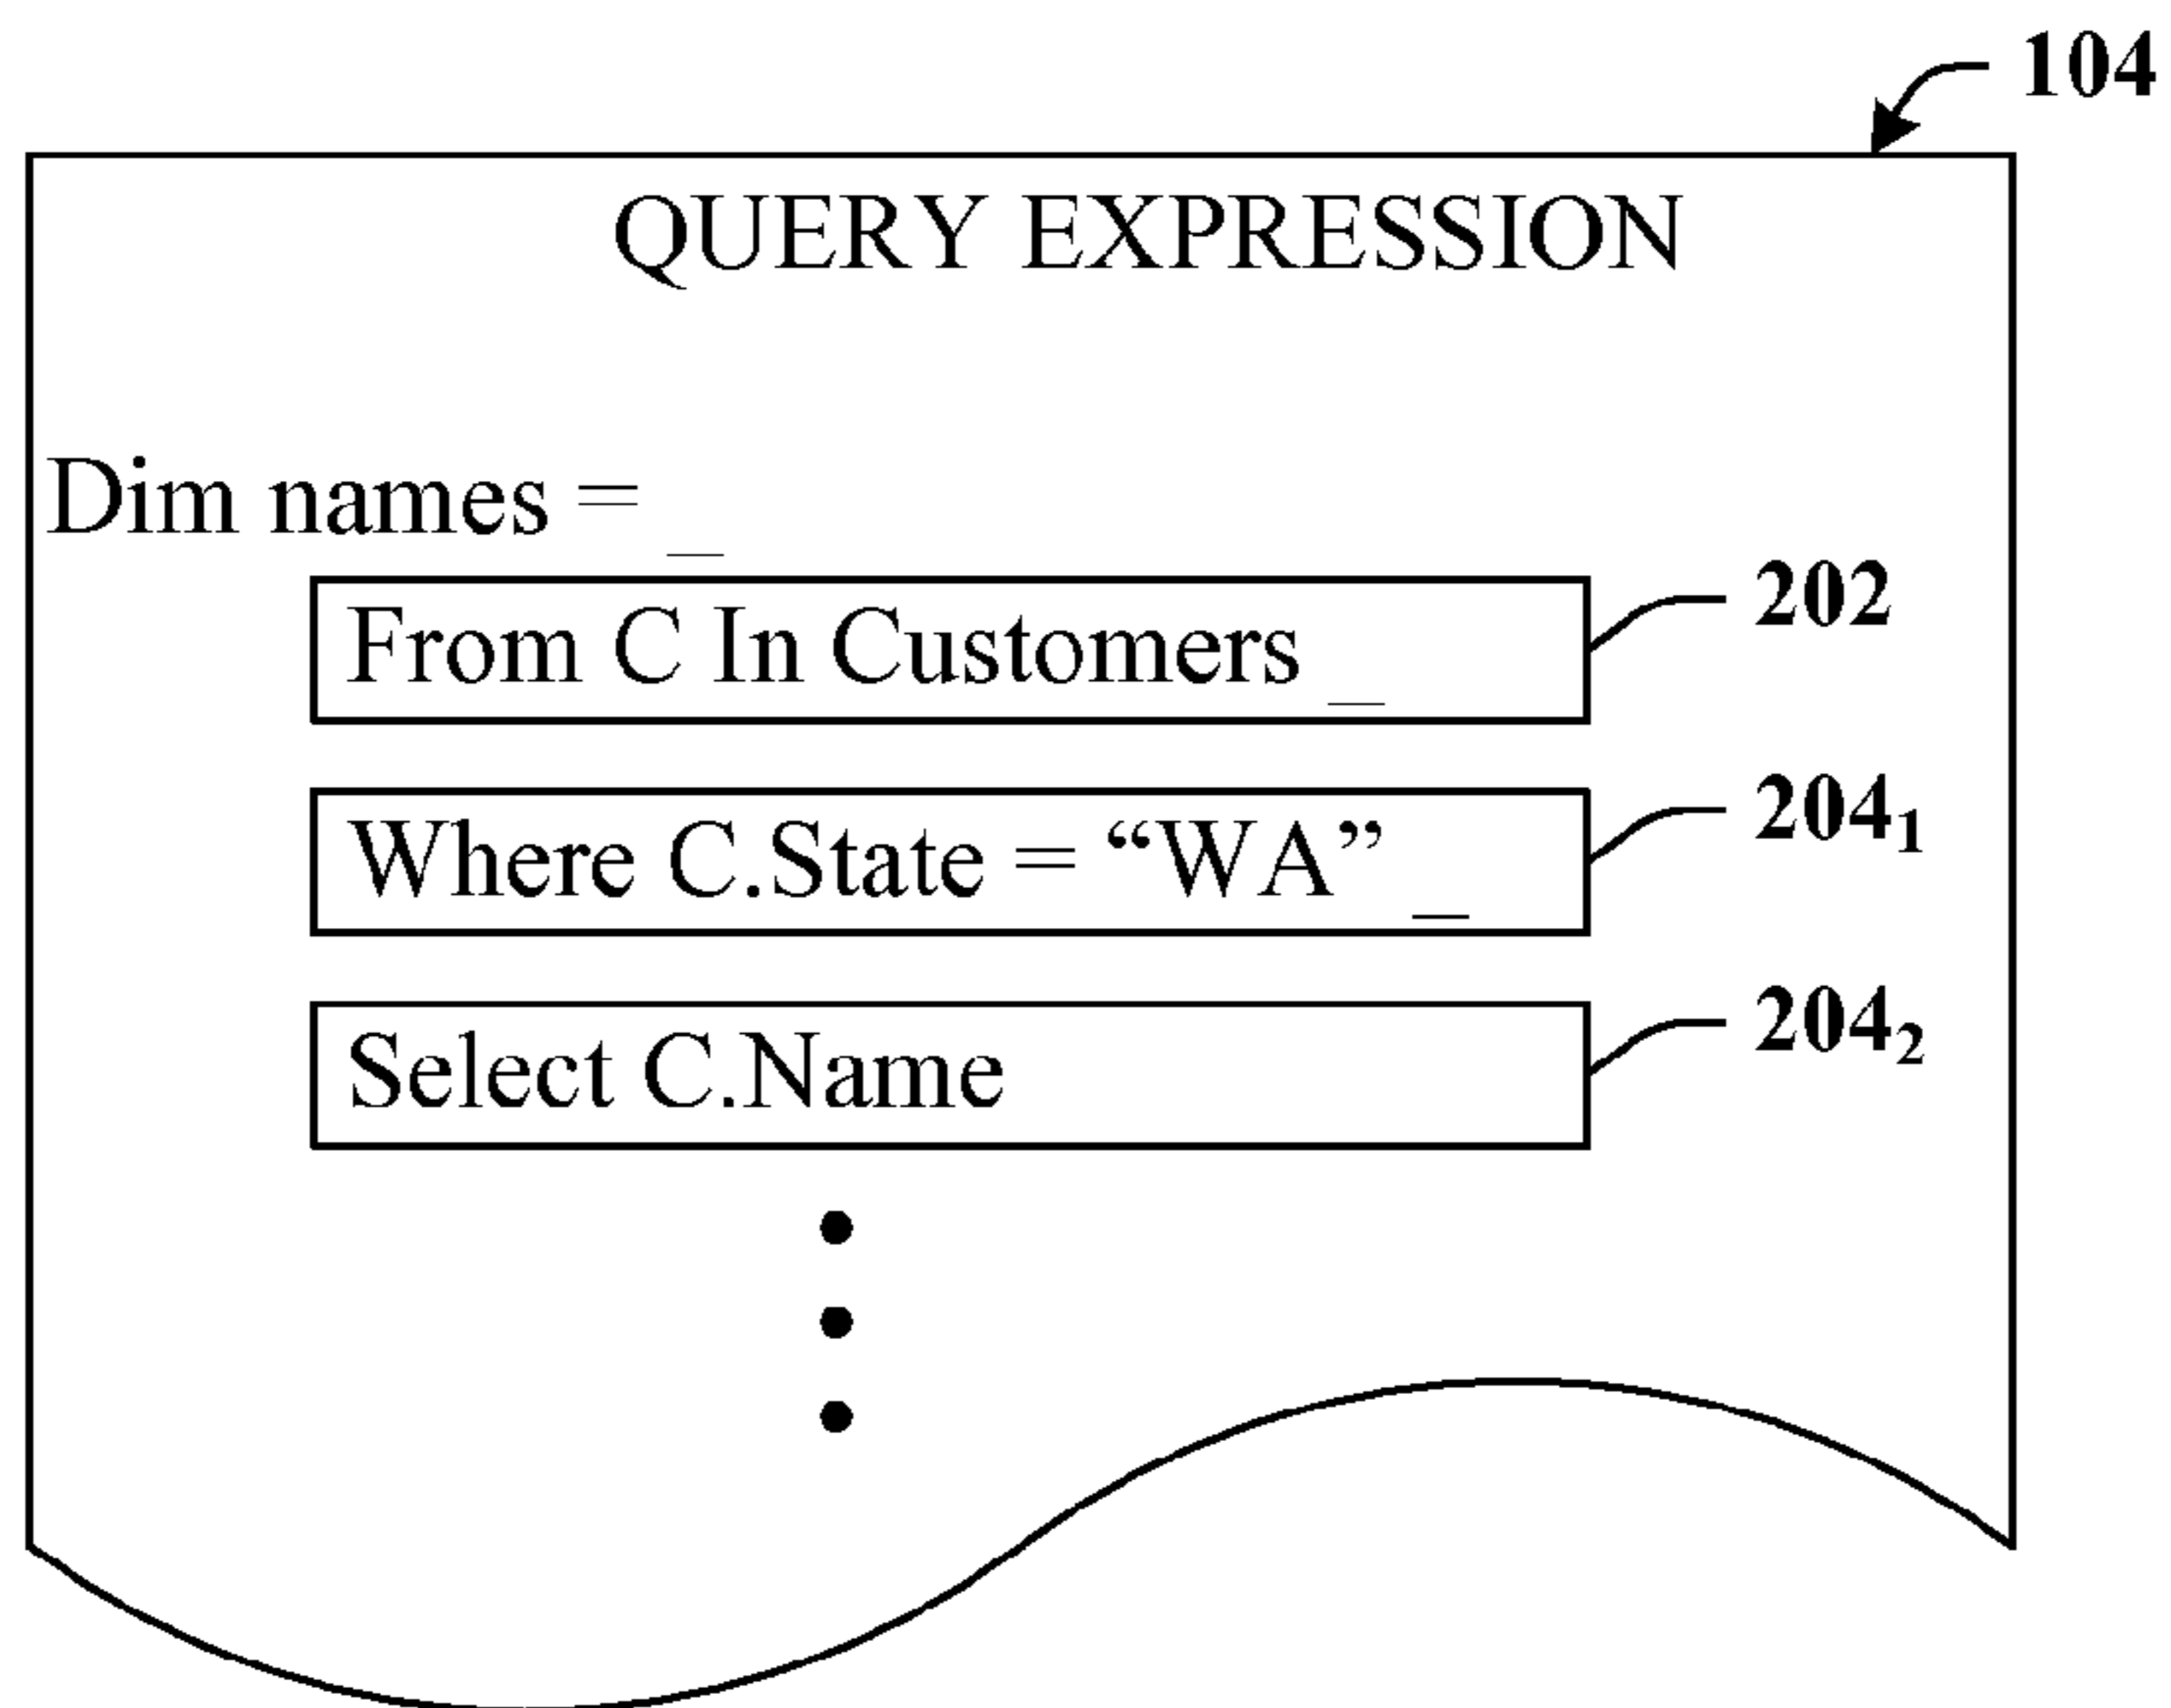 104
QUERY EXPRESSION
Dim names = _
From C In Customers _ 202
Where C.State = “WA” _ 204₁
Select C.Name 204₂